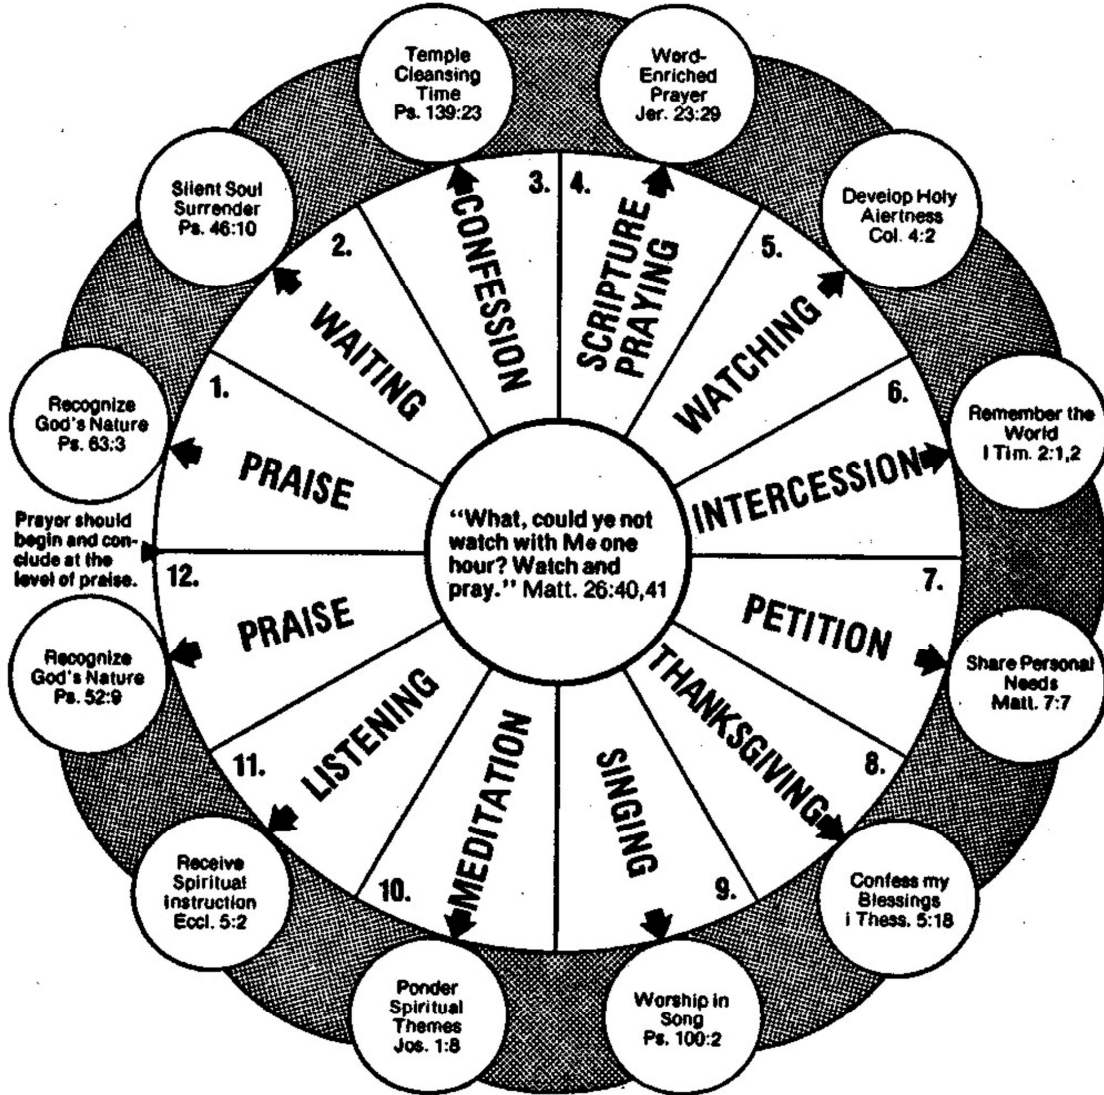 Temple
Cleansing
Time
Ps. 139:23
Word-
Enriched
Prayer
Jer. 23:29
Silent Soul
Surrender
Ps. 46:10
Develop Holy
Alertness
Col. 4:2
Recognize
God's Nature
Ps. 63:3
Remember the
World
I Tim. 2:1,2
Prayor should
begin and con-
clude at the
level of praise.
Recognize
God's Nature
Ps. 52:9
Share Personal
Needs
Matt. 7:7
Receive
Spiritual
Instruction
Eccl. 5:2
Confess my
Blessings
i Thess. 5:18
Ponder
Spiritual
Themes
Jos. 1:8
Worship in
Song
Ps. 100:2
1.
PRAISE
2.
WAITING
3.
CONFESSION
4.
SCRIPTURE
PRAYING
5.
WATCHING
6.
INTERCESSION
7.
PETITION
8.
THANKSGIVING
9.
SINGING
10.
MEDITATION
11.
LISTENING
12.
PRAISE
"What, could ye not
watch with Me one
hour? Watch and
pray." Matt. 26:40,41